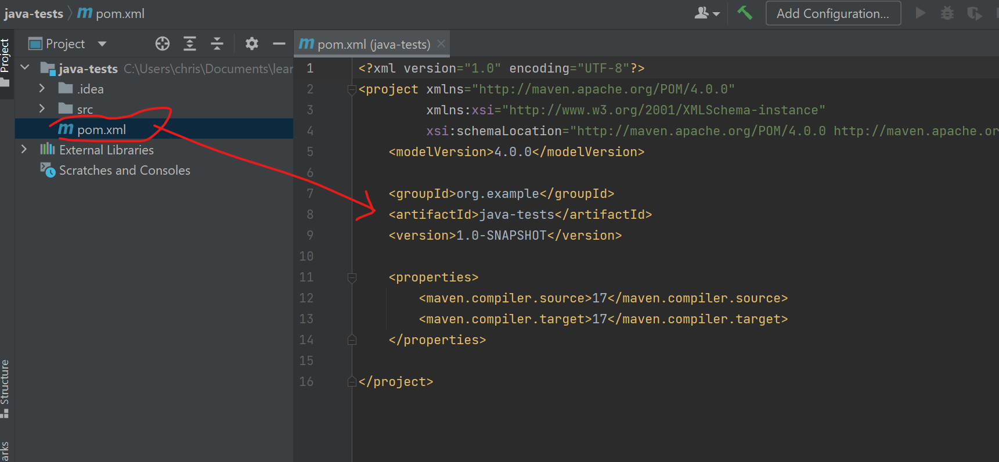 java-tests pom.xml
Add Configuration...
Project
Project
pom.xml (java-tests)
java-tests C:\Users\chris\Documents\lear
.idea
src
pom.xml
External Libraries
Scratches and Consoles
1 <?xml version="1.0" encoding="UTF-8"?>
2 <project xmlns="http://maven.apache.org/POM/4.0.0"
3 xmlns:xsi="http://www.w3.org/2001/XMLSchema-instance"
4 xsi:schemaLocation="http://maven.apache.org/POM/4.0.0 http://maven.apache.or
5 <modelVersion>4.0.0</modelVersion>
6
7 <groupId>org.example</groupId>
8 <artifactId>java-tests</artifactId>
9 <version>1.0-SNAPSHOT</version>
10
11 <properties>
12 <maven.compiler.source>17</maven.compiler.source>
13 <maven.compiler.target>17</maven.compiler.target>
14 </properties>
15
16 </project>
Structure
arks